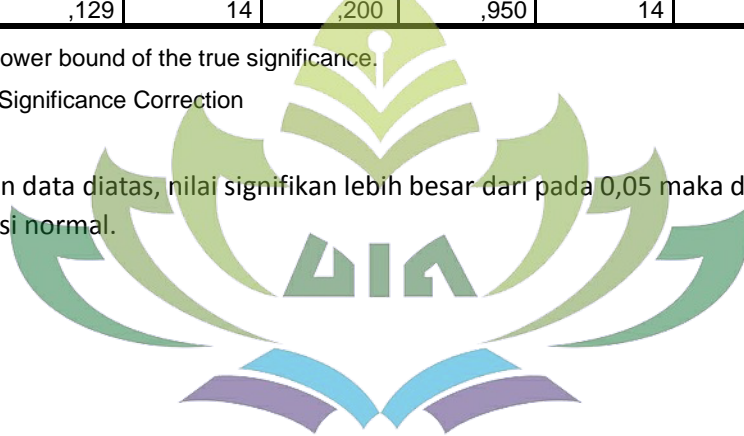 ,129 14 ,200 ,950 14
ower bound of the true significance.
Significance Correction
n data diatas, nilai signifikan lebih besar dari pada 0,05 maka d
si normal.
UIN